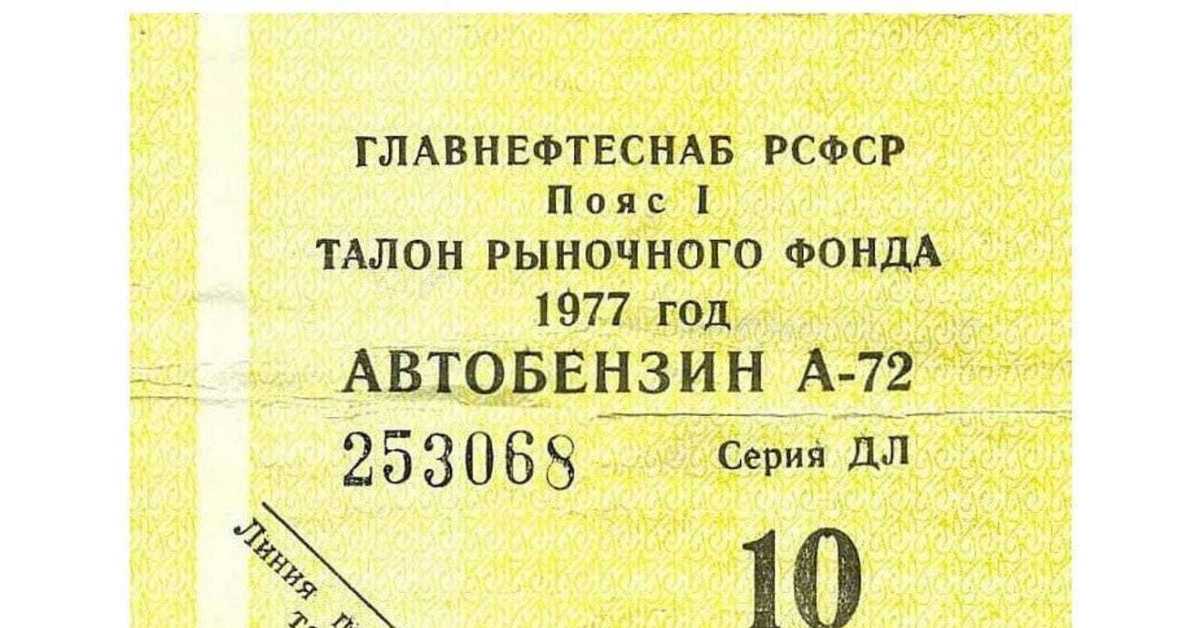 ГЛАВНЕФТЕСНАБ РСФСР
Пояс I
ТАЛОН РЫНОЧНОГО ФОНДА
1977 год
АВТОБЕНЗИН А-72
253068
Серия ДЛ
10
Линия